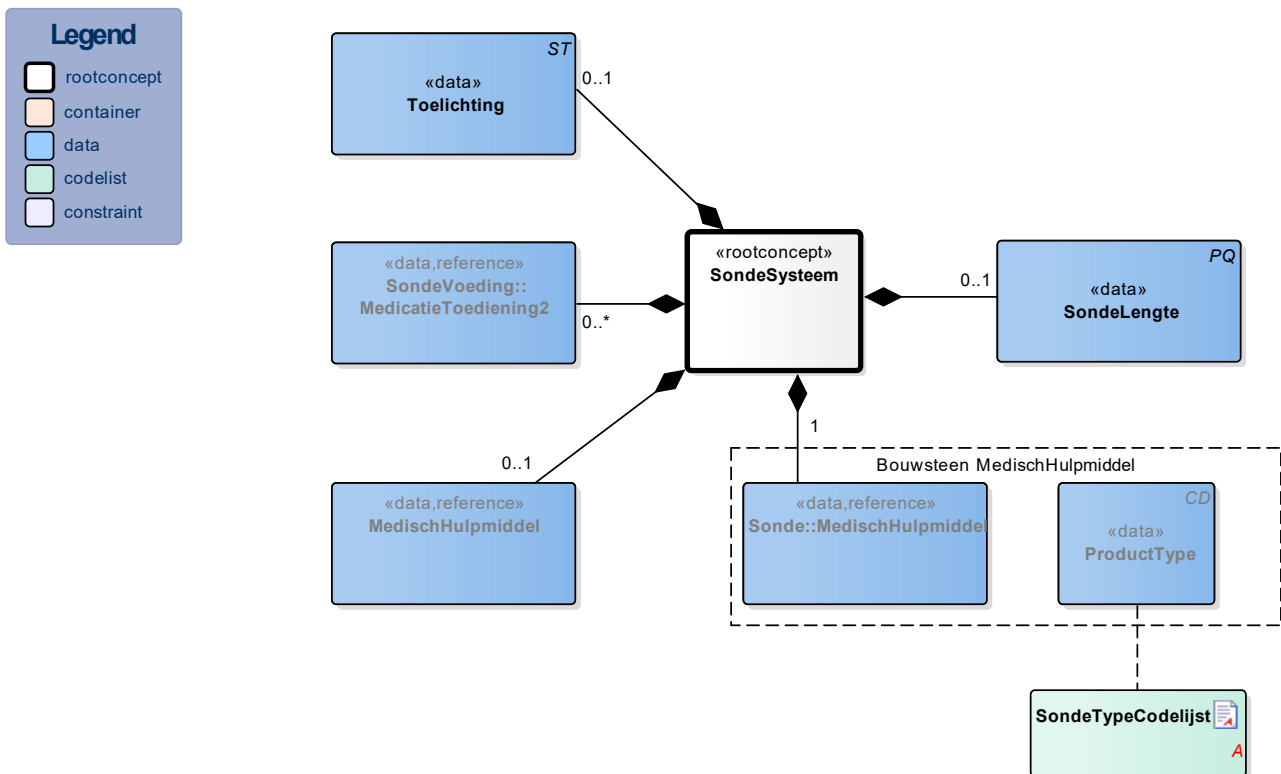 Legend
rootconcept
container
data
codelist
constraint
ST
«data»
Toelichting
0..1
«data,reference»
SondeVoeding::
MedicatieToediening2
0..*
«rootconcept»
SondeSysteem
PQ
«data»
SondeLengte
0..1
0..1
«data,reference»
MedischHulpmiddel
1
Bouwsteen MedischHulpmiddel
«data,reference»
Sonde::MedischHulpmiddel
CD
«data»
ProductType
SondeTypeCodelijst
A